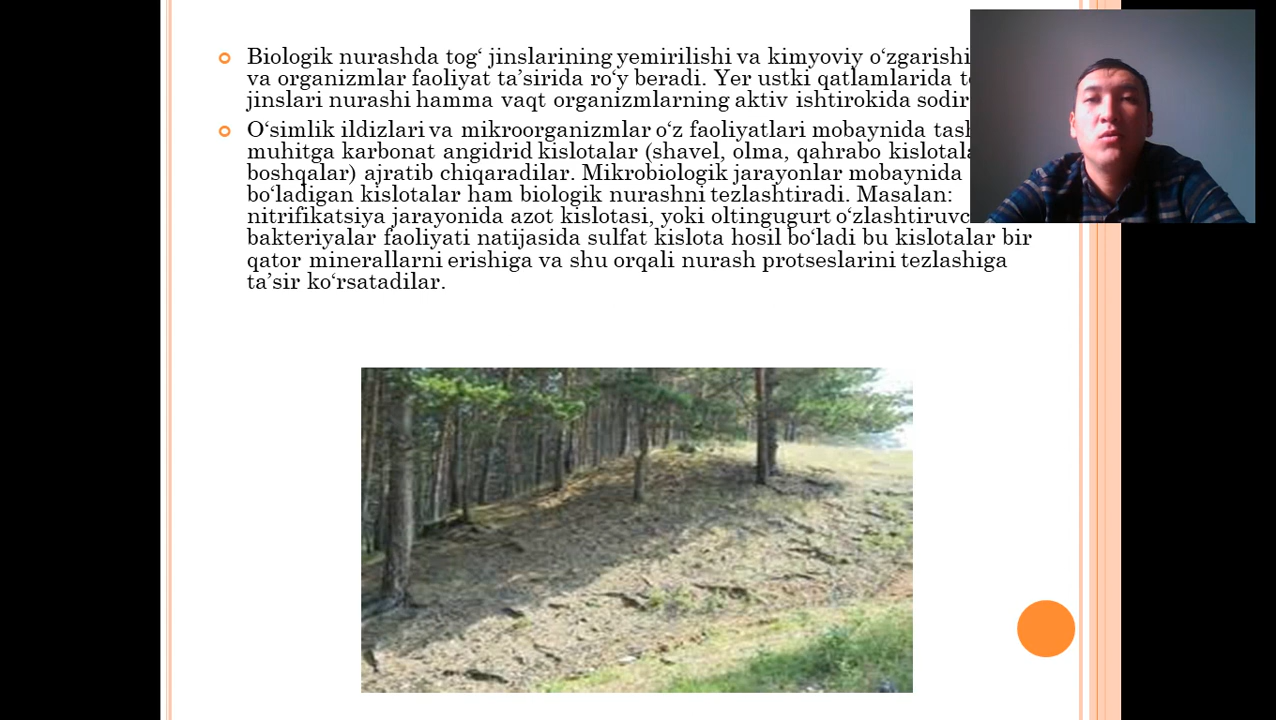 Biologik nurashda tog‘ jinslarining yemirilishi va kimyoviy o‘zgarishi
va organizmlar faoliyat ta’sirida ro‘y beradi. Yer ustki qatlamlarida
jinslari nurashi hamma vaqt organizmlarning aktiv ishtirokida
O‘simlik ildizlari va mikroorganizmlar o‘z faoliyatlari mobaynida
muhitga karbonat angidrid kislotalar (shavel, olma, qahrabo
boshqalar) ajratib chiqaradilar. Mikrobiologik jarayonlar mobaynida
bo‘ladigan kislotalar ham biologik nurashni tezlashtiradi. Masalan:
nitrifikatsiya jarayonida azot kislotasi, yoki oltingugurt
bakteriyalar faoliyati natijasida sulfat kislota hosil bo‘ladi bu kislotalar bir
qator minerallarni erishiga va shu orqali nurash protseslarini tezlashiga
ta’sir ko‘rsatadilar.